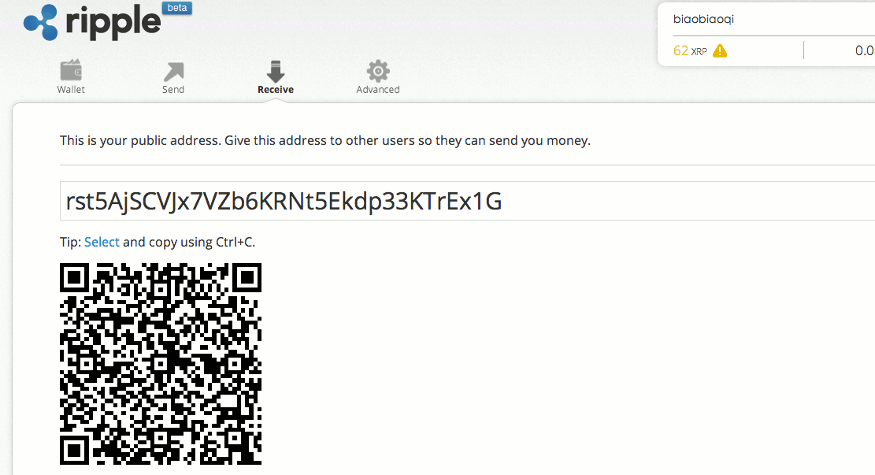 ripple beta
biaobiaoqi
62 XRP 0.0
Wallet Send Receive Advanced
This is your public address. Give this address to other users so they can send you money.
rst5AjSCVJx7VZb6KRNt5Ekdp33KTrEx1G
Tip: Select and copy using Ctrl+C.